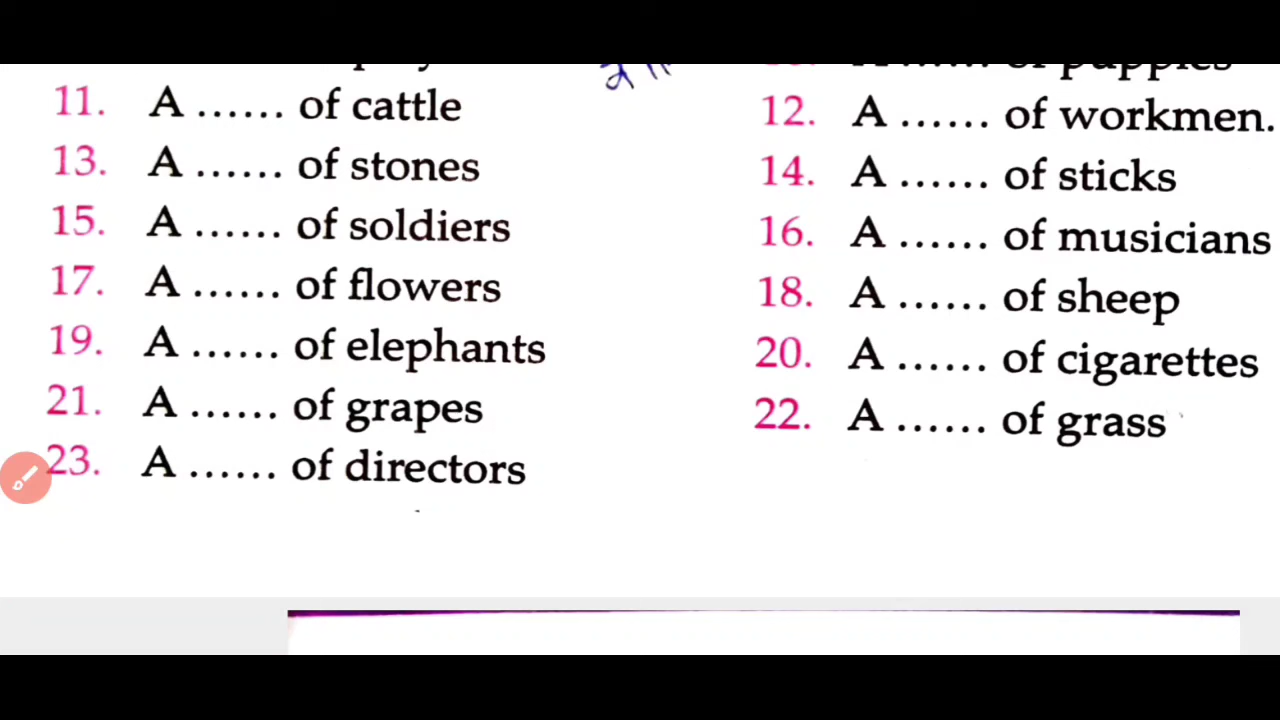 11. A ...... of cattle
12. A ...... of workmen.
13. A ...... of stones
14. A ...... of sticks
15. A ...... of soldiers
16. A ...... of musicians
17. A ...... of flowers
18. A ...... of sheep
19. A ...... of elephants
20. A ...... of cigarettes
21. A ...... of grapes
22. A ...... of grass
23. A ...... of directors